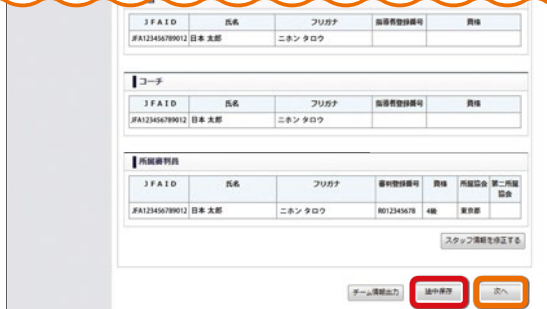 JFAID 氏名 フリガナ 指導者登録番号 資格
JFA123456789012 日本 太郎 ニホン タロウ
コーチ
JFAID 氏名 フリガナ 指導者登録番号 資格
JFA123456789012 日本 太郎 ニホン タロウ
所属審判員
JFAID 氏名 フリガナ 審判登録番号 資格 所属協会 第二所属
協会
JFA123456789012 日本 太郎 ニホン タロウ R012345678 4級 東京都
スタッフ情報を修正する
チーム情報出力 途中保存 次へ